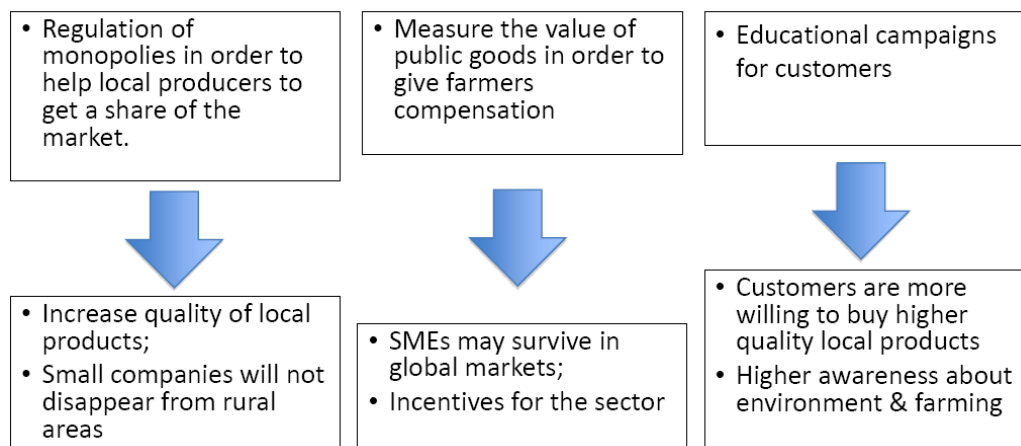 • Regulation of
monopolies in order to
help local producers to
get a share of the
market.
• Measure the value of
public goods in order to
give farmers
compensation
• Educational campaigns
for customers
• Increase quality of local
products;
• Small companies will not
disappear from rural
areas
• SMEs may survive in
global markets;
• Incentives for the sector
• Customers are more
willing to buy higher
quality local products
• Higher awareness about
environment & farming